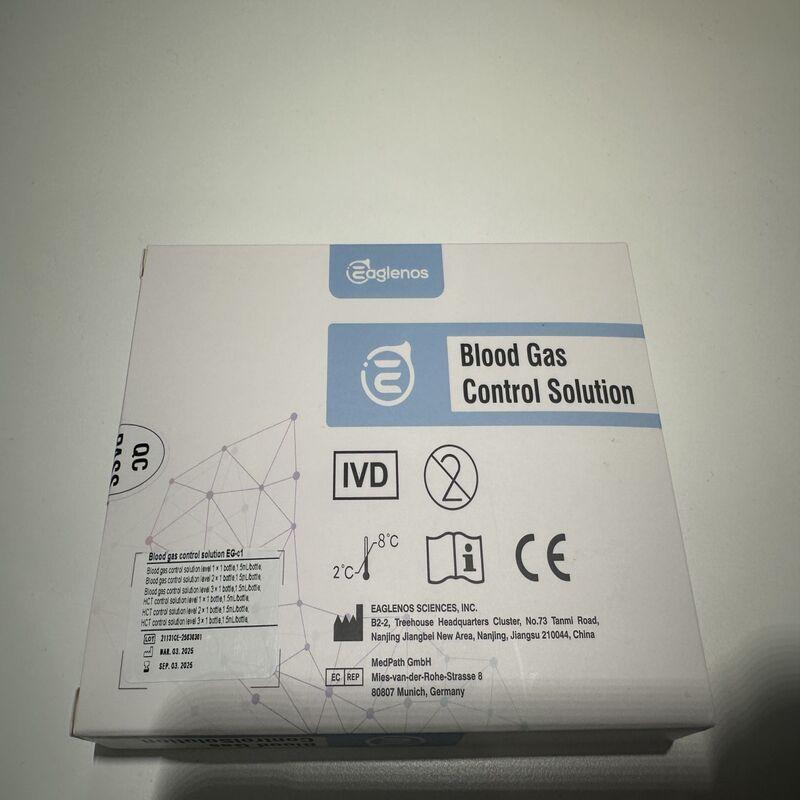 Eaglenos
Blood Gas
Control Solution
QC
PASS
IVD
2
8°C
2°C
i
CE
Blood gas control solution EG-c1
Blood gas control solution level 1×1 bottle,1.5mL/bottle,
Blood gas control solution level 2×1 bottle,1.5mL/bottle,
Blood gas control solution level 3×1 bottle,1.5mL/bottle,
HCT control solution level 1×1 bottle,1.5mL/bottle,
HCT control solution level 2×1 bottle,1.5mL/bottle,
HCT control solution level 3×1 bottle,1.5mL/bottle.
LOT
MAR. 03. 2025
SEP. 03. 2025
EAGLENOS SCIENCES, INC.
B2-2, Treehouse Headquarters Cluster, No.73 Tanmi Road,
Nanjing Jiangbei New Area, Nanjing, Jiangsu 210044, China
EC REP
MedPath GmbH
Mies-van-der-Rohe-Strasse 8
80807 Munich, Germany
Blood Gas
ControlSolution